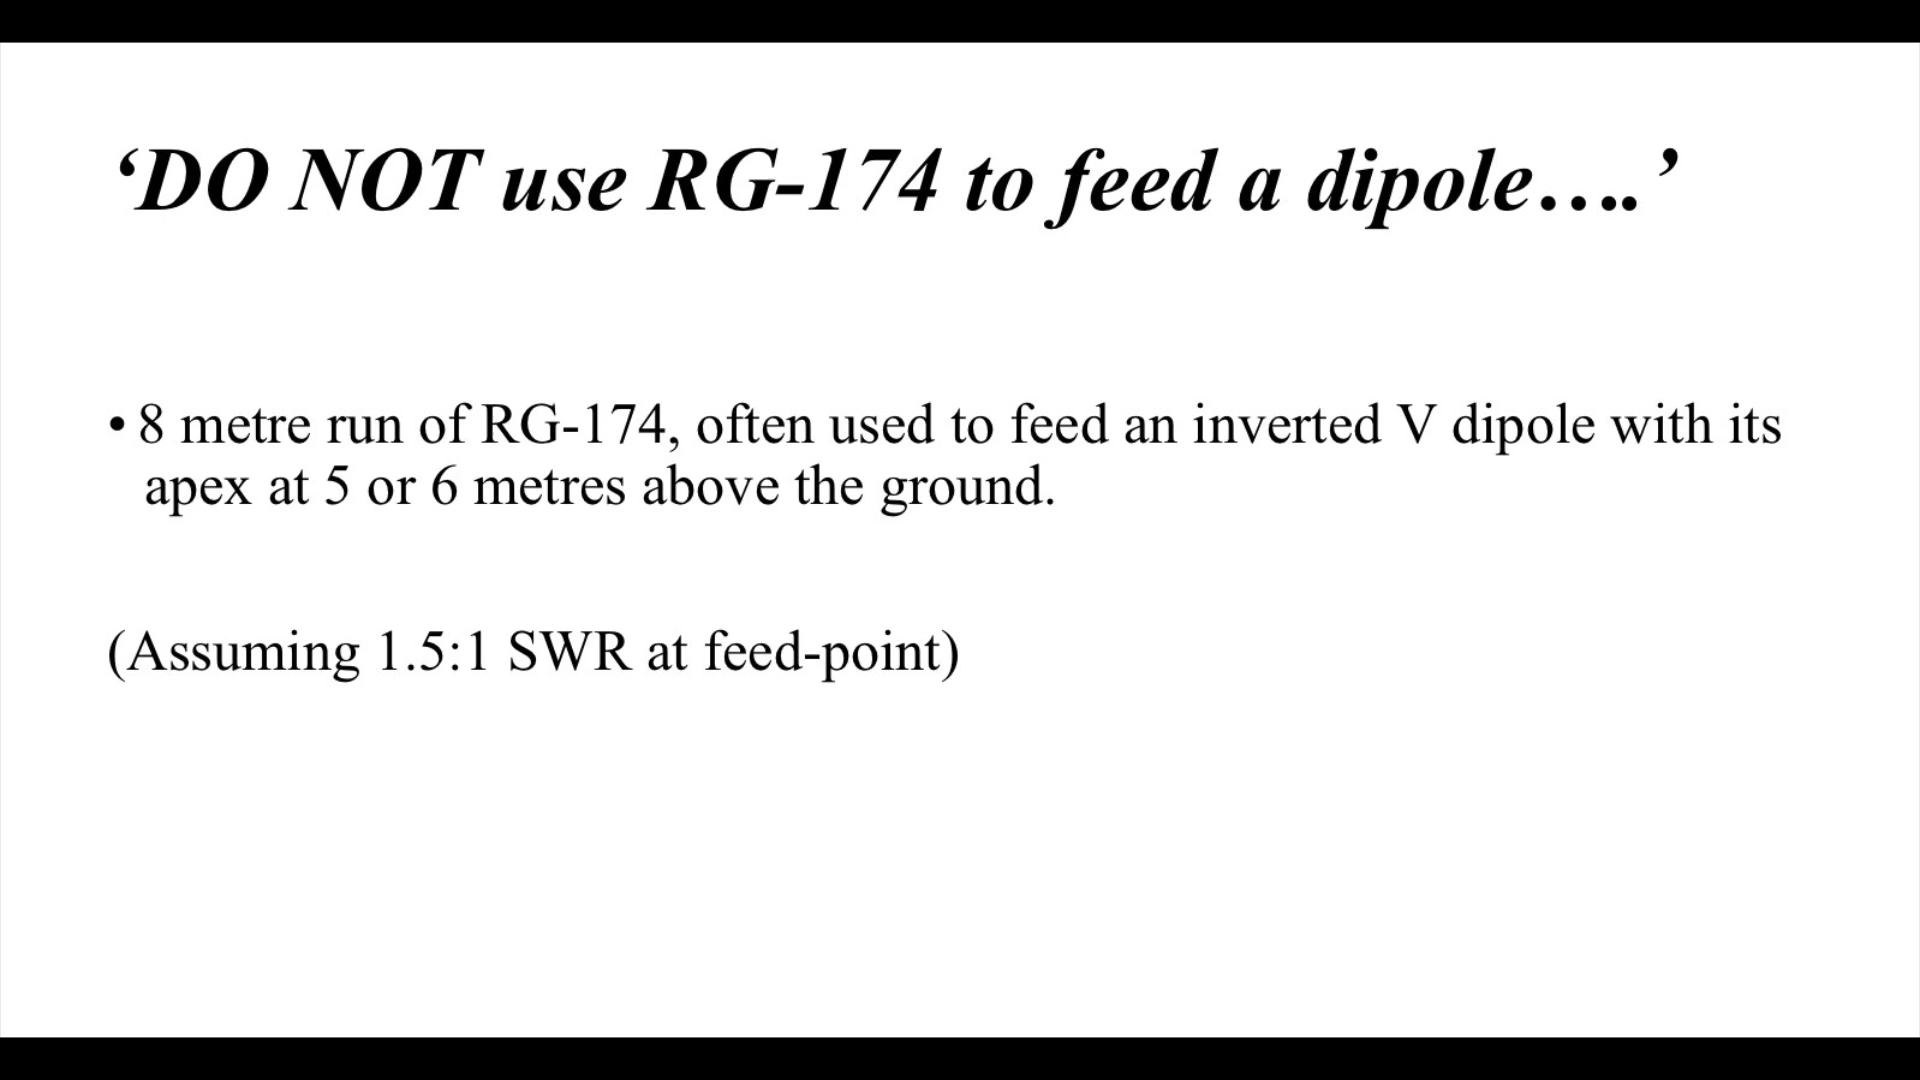 ‘DO NOT use RG-174 to feed a dipole….’
• 8 metre run of RG-174, often used to feed an inverted V dipole with its
apex at 5 or 6 metres above the ground.
(Assuming 1.5:1 SWR at feed-point)